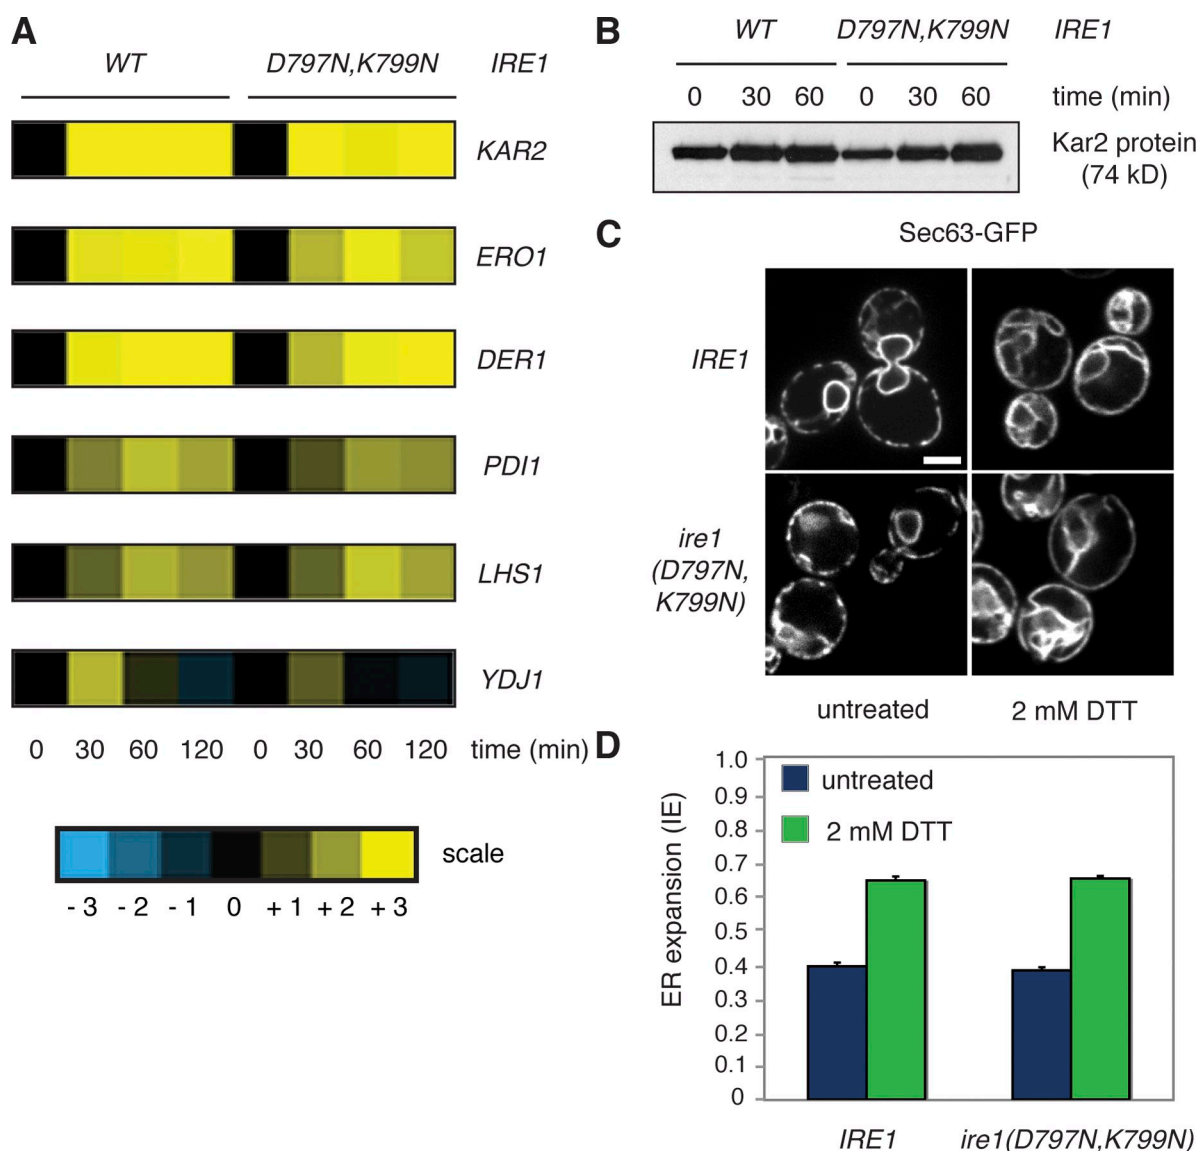 A
WT D797N,K799N IRE1
KAR2
ERO1
DER1
PDI1
LHS1
YDJ1
0 30 60 120 0 30 60 120 time (min)
scale
- 3 - 2 - 1 0 + 1 + 2 + 3
B
WT D797N,K799N IRE1
0 30 60 0 30 60 time (min)
Kar2 protein
(74 kD)
C
Sec63-GFP
IRE1
ire1
(D797N,
K799N)
untreated 2 mM DTT
D
ER expansion (IE)
1.0
0.9
0.8
0.7
0.6
0.5
0.4
0.3
0.2
0.1
0
untreated
2 mM DTT
IRE1 ire1(D797N,K799N)